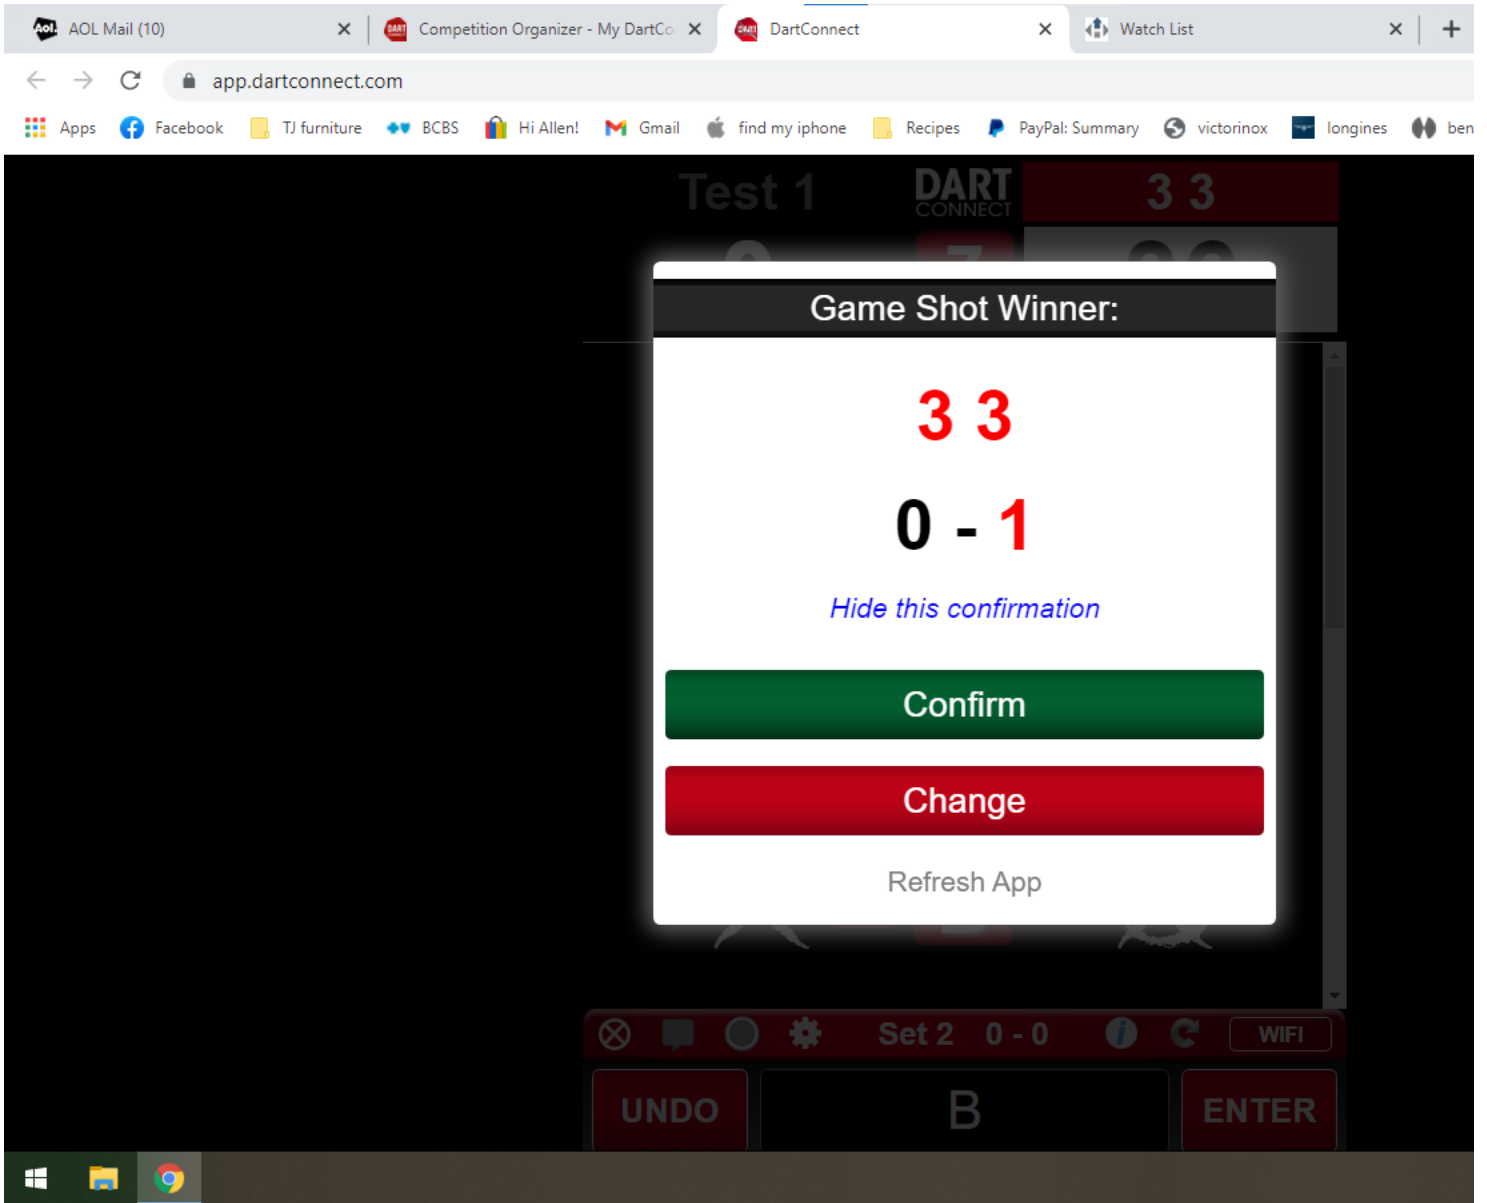 Aol. AOL Mail (10) Competition Organizer - My DartCo DartConnect Watch List
app.dartconnect.com
Apps Facebook TJ furniture BCBS Hi Allen! Gmail find my iphone Recipes PayPal: Summary victorinox longines ben
Test 1 DART CONNECT 3 3
Game Shot Winner:
3 3
0 - 1
Hide this confirmation
Confirm
Change
Refresh App
Set 2 0 - 0 i WIFI
UNDO B ENTER